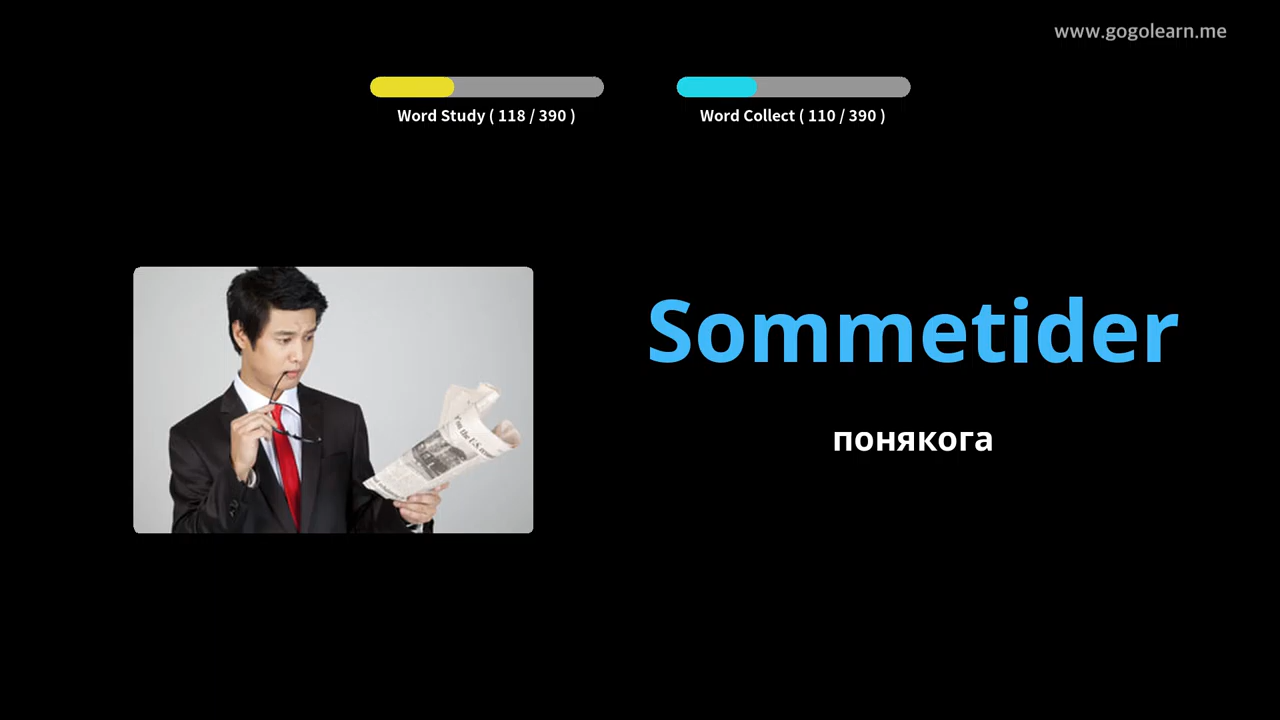 www.gogolearn.me
Word Study ( 118 / 390 )
Word Collect ( 110 / 390 )
Sommetider
понякога